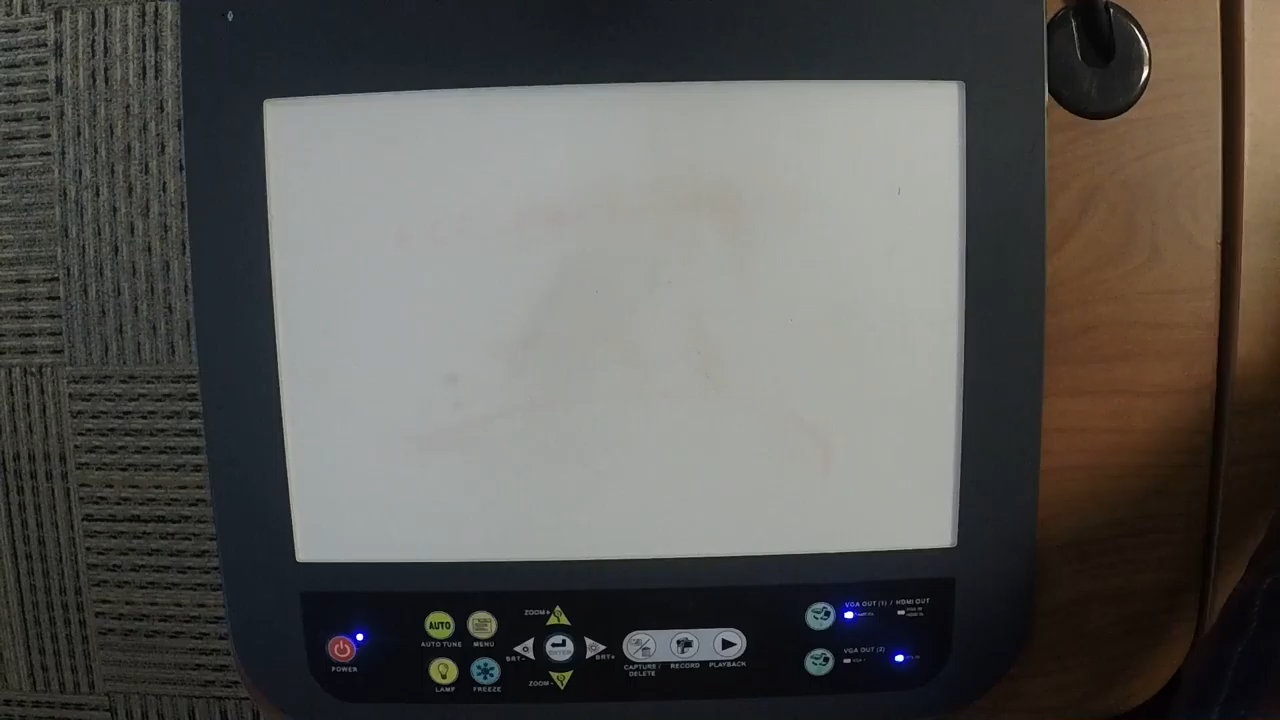 ZOOM+
VGA OUT (1) / HDMI OUT
AUTO
AUTO TUNE
MENU
BRT-
ENTER
BRT+
POWER
CAPTURE /
DELETE
RECORD
PLAYBACK
VGA OUT (2)
LAMP
FREEZE
ZOOM-